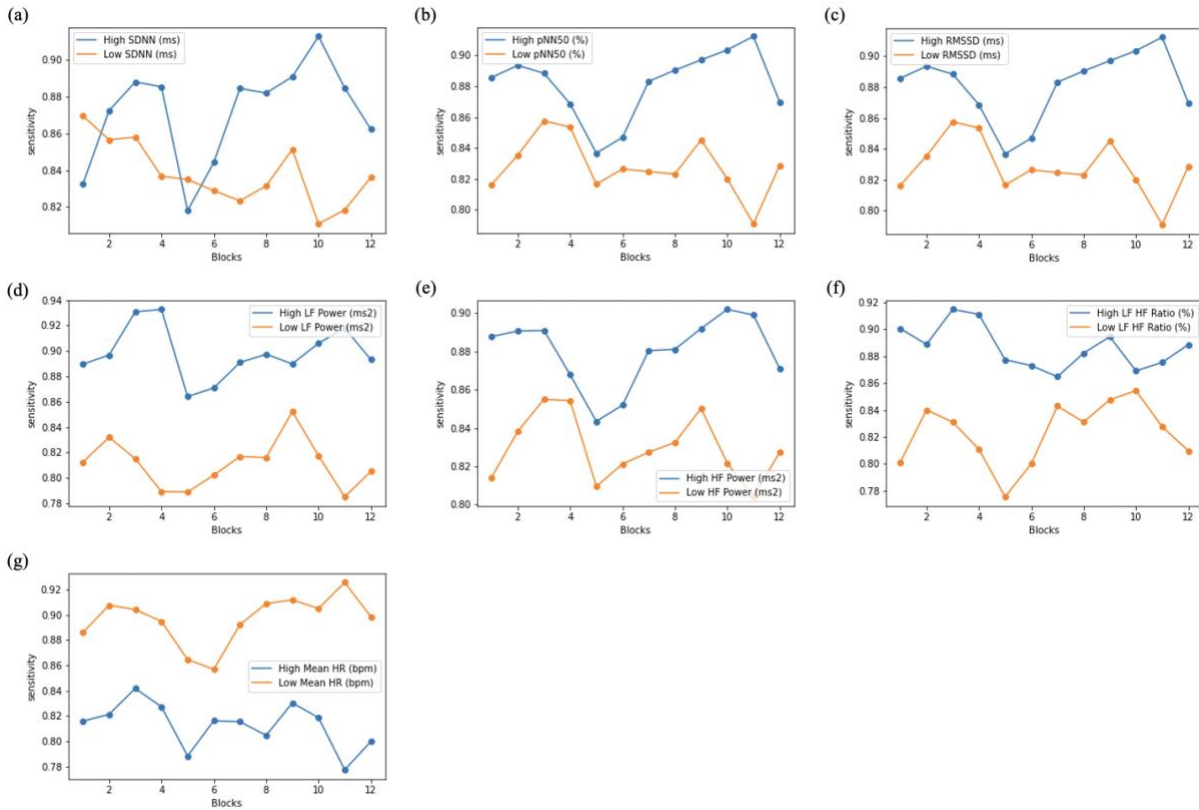 (a)
High SDNN (ms)
Low SDNN (ms)
sensitivity
0.90
0.88
0.86
0.84
0.82
2 4 6 8 10 12
Blocks
(b)
High pNN50 (%)
Low pNN50 (%)
sensitivity
0.90
0.88
0.86
0.84
0.82
0.80
2 4 6 8 10 12
Blocks
(c)
High RMSSD (ms)
Low RMSSD (ms)
sensitivity
0.90
0.88
0.86
0.84
0.82
0.80
2 4 6 8 10 12
Blocks
(d)
High LF Power (ms2)
Low LF Power (ms2)
sensitivity
0.94
0.92
0.90
0.88
0.86
0.84
0.82
0.80
0.78
2 4 6 8 10 12
Blocks
(e)
High HF Power (ms2)
Low HF Power (ms2)
sensitivity
0.90
0.88
0.86
0.84
0.82
0.80
2 4 6 8 10 12
Blocks
(f)
High LF HF Ratio (%)
Low LF HF Ratio (%)
sensitivity
0.92
0.90
0.88
0.86
0.84
0.82
0.80
0.78
2 4 6 8 10 12
Blocks
(g)
High Mean HR (bpm)
Low Mean HR (bpm)
sensitivity
0.92
0.90
0.88
0.86
0.84
0.82
0.80
0.78
2 4 6 8 10 12
Blocks